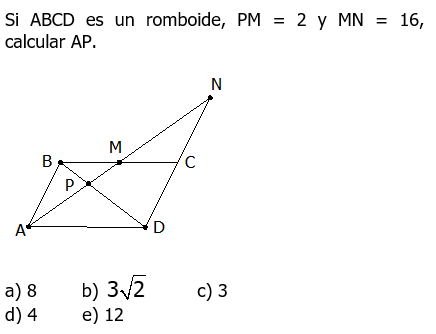 Si ABCD es un romboide, PM = 2 y MN = 16,
calcular AP.
N
M
B
C
P
A
D
a) 8 b) 3√2 c) 3
d) 4 e) 12